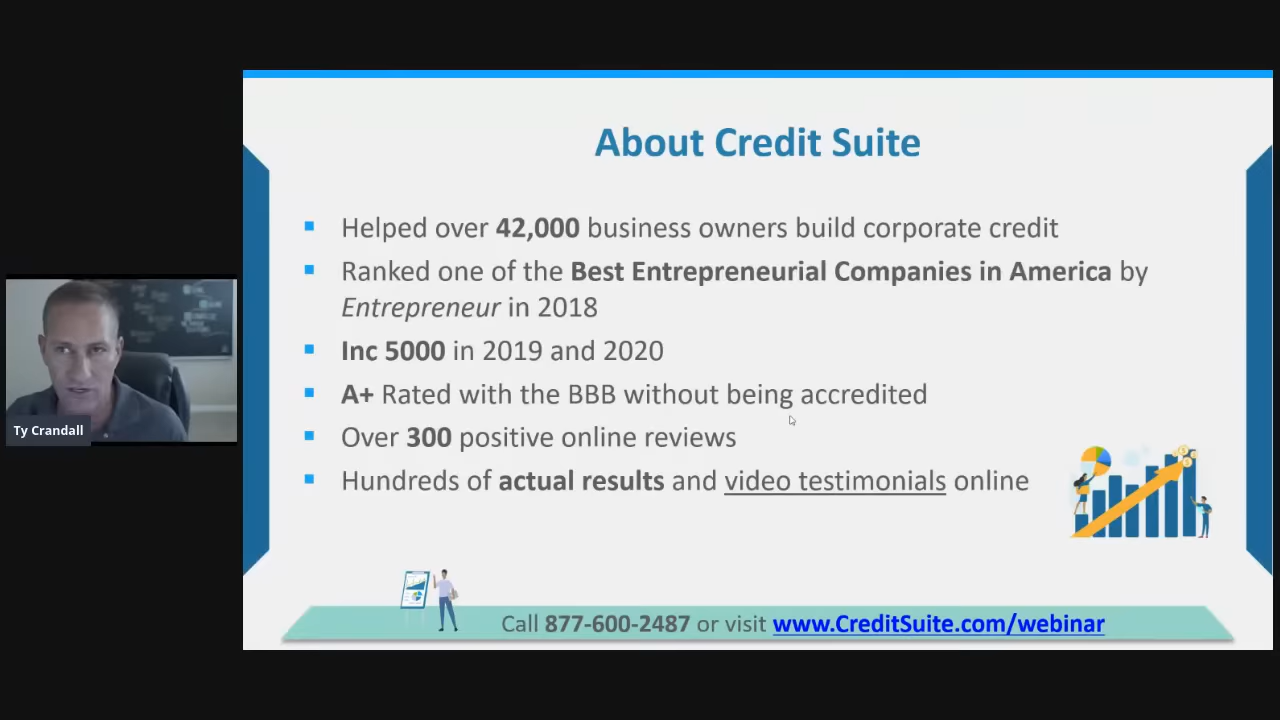 About Credit Suite
Helped over 42,000 business owners build corporate credit
Ranked one of the Best Entrepreneurial Companies in America by
Entrepreneur in 2018
Inc 5000 in 2019 and 2020
A+ Rated with the BBB without being accredited
Over 300 positive online reviews
Hundreds of actual results and video testimonials online
Ty Crandall
Call 877-600-2487 or visit www.CreditSuite.com/webinar